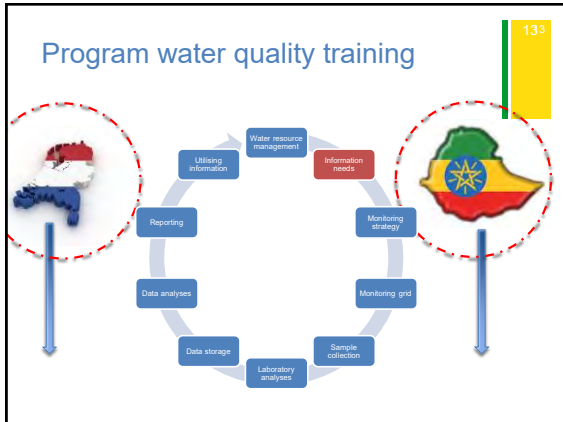 Program water quality training
133
Water resource
management
Information
needs
Monitoring
strategy
Monitoring grid
Sample
collection
Laboratory
analyses
Data storage
Data analyses
Reporting
Utilising
information